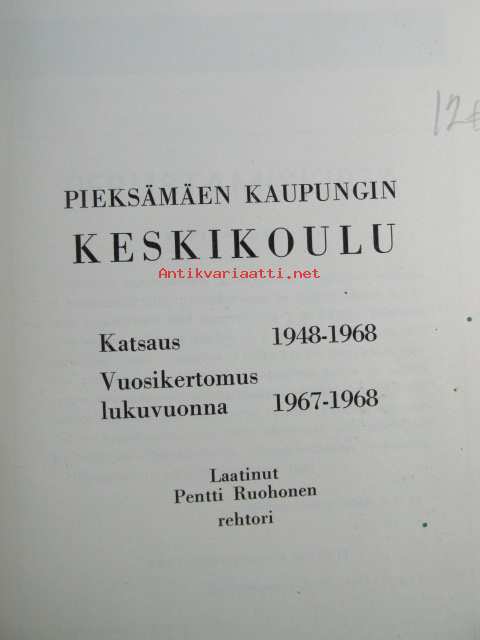 12€
PIEKSÄMÄEN KAUPUNGIN
KESKIKOULU
Antikvariaatti.net
Katsaus 1948-1968
Vuosikertomus
lukuvuonna 1967-1968
Laatinut
Pentti Ruohonen
rehtori